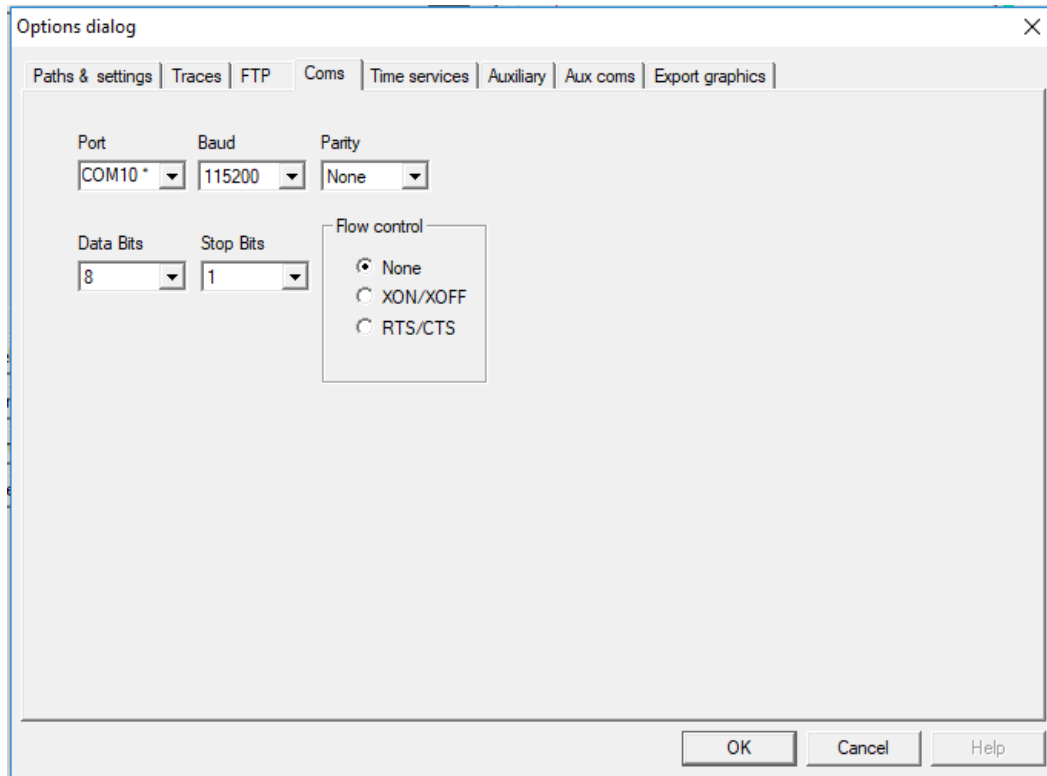 Options dialog
Paths & settings Traces FTP Coms Time services Auxiliary Aux coms Export graphics
Port Baud Parity
COM10 * 115200 None
Data Bits Stop Bits Flow control
8 1 None
XON/XOFF
RTS/CTS
OK Cancel Help